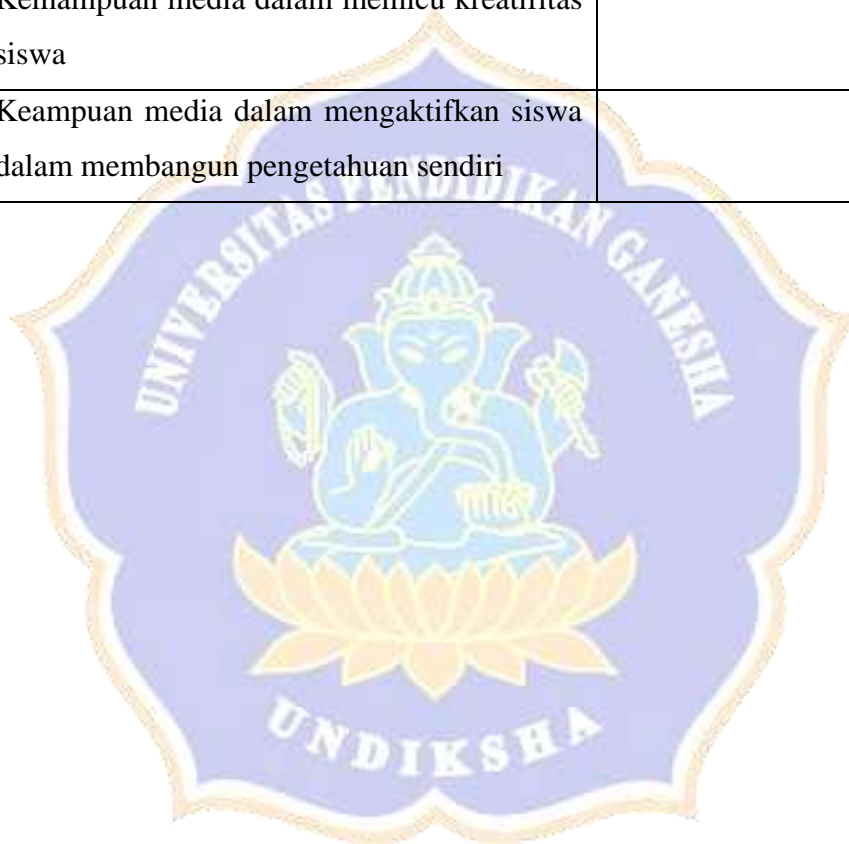 Kemampuan media dalam memicu kreatifitas
siswa
Keampuan media dalam mengaktifkan siswa
dalam membangun pengetahuan sendiri
UNIVERSITAS PENDIDIKAN GANESHA
UNDIKSHA